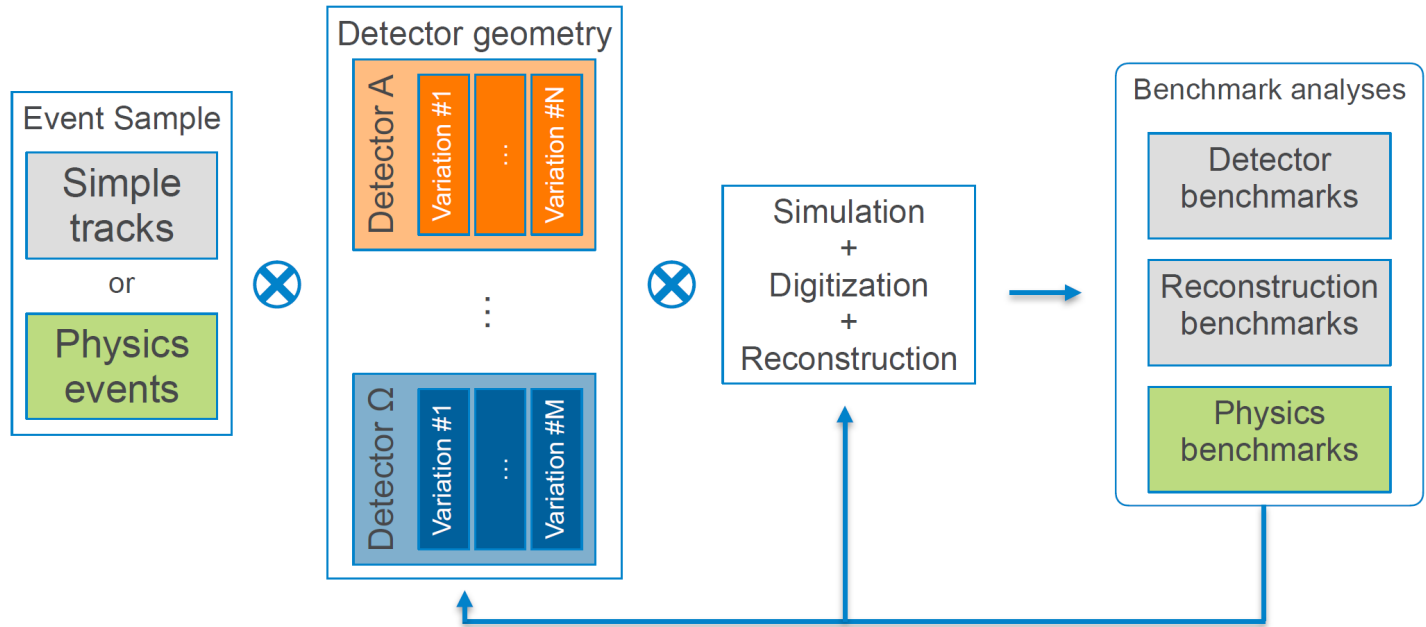 Event Sample
Simple
tracks
or
Physics
events
Detector geometry
Detector A
Variation #1
...
Variation #N
⋮
Detector Ω
Variation #1
...
Variation #M
Simulation
+
Digitization
+
Reconstruction
Benchmark analyses
Detector
benchmarks
Reconstruction
benchmarks
Physics
benchmarks